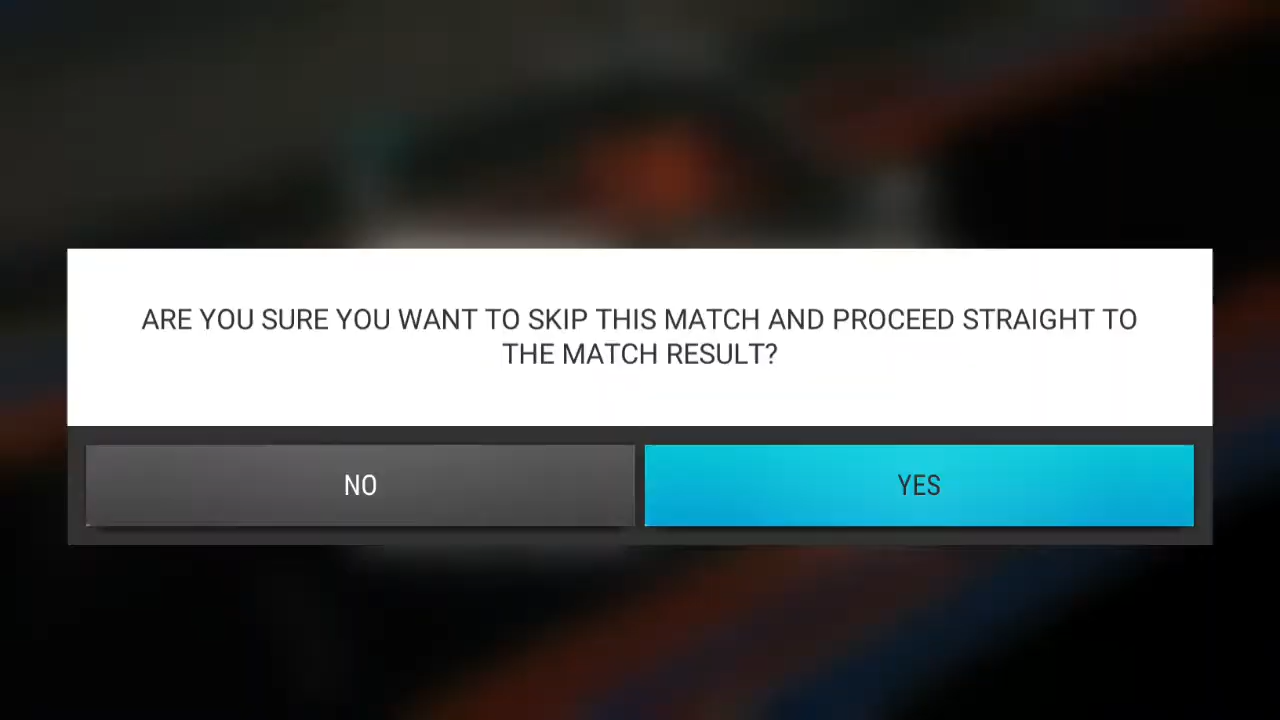 ARE YOU SURE YOU WANT TO SKIP THIS MATCH AND PROCEED STRAIGHT TO
THE MATCH RESULT?
NO
YES